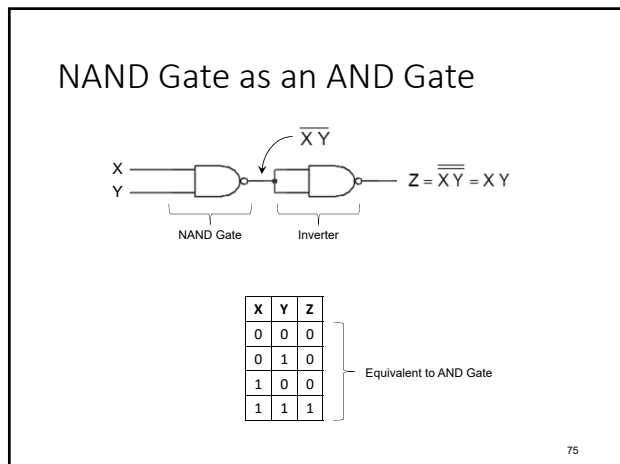 NAND Gate as an AND Gate
X Y
X
Y
Z = X Y = X Y
NAND Gate
Inverter
X Y Z
0 0 0
0 1 0
1 0 0
1 1 1
Equivalent to AND Gate
75